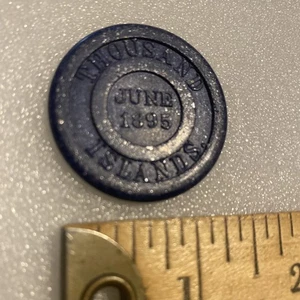 THOUSAND
JUNE
1895
ISLANDS.
1
2